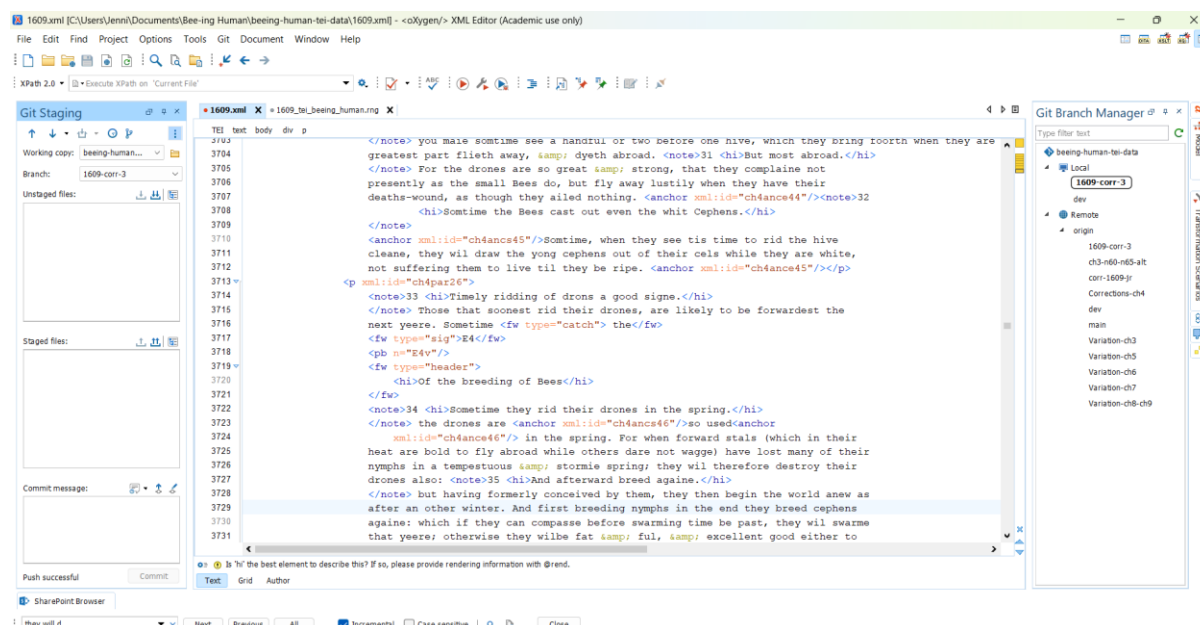 1609.xml [C:\Users\Jenni\Documents\Bee-ing Human\beeing-human-tei-data\1609.xml] - <oXygen/> XML Editor (Academic use only)
File Edit Find Project Options Tools Git Document Window Help
XPath 2.0 Execute XPath on 'Current File'
Git Staging
Working copy: beeing-human...
Branch: 1609-corr-3
Unstaged files:
Staged files:
Commit message:
Push successful
Commit
1609.xml X 1609_tei_beeing_human.rng X
TEI text body div p
3703 </note> you maie somtime see a handful or two before one hive, which they bring foorth when they are
3704 greatest part flieth away, &amp; dyeth abroad. <note>31 <hi>But most abroad.</hi>
3705 </note> For the drones are so great &amp; strong, that they complaine not
3706 presently as the small Bees do, but fly away lustily when they have their
3707 deaths-wound, as though they ailed nothing. <anchor xml:id="ch4ance44"/><note>32
3708 <hi>Somtime the Bees cast out even the whit Cephens.</hi>
3709 </note>
3710 <anchor xml:id="ch4ancs45"/>Somtime, when they see tis time to rid the hive
3711 cleane, they wil draw the yong cephens out of their cels while they are white,
3712 not suffering them to live til they be ripe. <anchor xml:id="ch4ance45"/></p>
3713 <p xml:id="ch4par26">
3714 <note>33 <hi>Timely ridding of drons a good signe.</hi>
3715 </note> Those that soonest rid their drones, are likely to be forwardest the
3716 next yeere. Sometime <fw type="catch"> the</fw>
3717 <fw type="sig">E4</fw>
3718 <pb n="E4v"/>
3719 <fw type="header">
3720 <hi>Of the breeding of Bees</hi>
3721 </fw>
3722 <note>34 <hi>Sometime they rid their drones in the spring.</hi>
3723 </note> the drones are <anchor xml:id="ch4ancs46"/>so used<anchor
3724 xml:id="ch4ance46"/> in the spring. For when forward stals (which in their
3725 heat are bold to fly abroad while others dare not wagge) have lost many of their
3726 nymphs in a tempestuous &amp; stormie spring; they wil therefore destroy their
3727 drones also: <note>35 <hi>And afterward breed againe.</hi>
3728 </note> but having formerly conceived by them, they then begin the world anew as
3729 after an other winter. And first breeding nymphs in the end they breed cephens
3730 againe: which if they can compasse before swarming time be past, they wil swarme
3731 that yeere; otherwise they wilbe fat &amp; ful, &amp; excellent good either to
Is 'hi' the best element to describe this? If so, please provide rendering information with @rend.
Text Grid Author
Git Branch Manager
Type filter text
beeing-human-tei-data
Local
1609-corr-3
dev
Remote
origin
1609-corr-3
ch3-n60-n65-alt
corr-1609-jr
Corrections-ch4
dev
main
Variation-ch3
Variation-ch5
Variation-ch6
Variation-ch7
Variation-ch8-ch9
Transformation Scenarios
SharePoint Browser
they will d Next Previous All Incremental Case sensitive Close